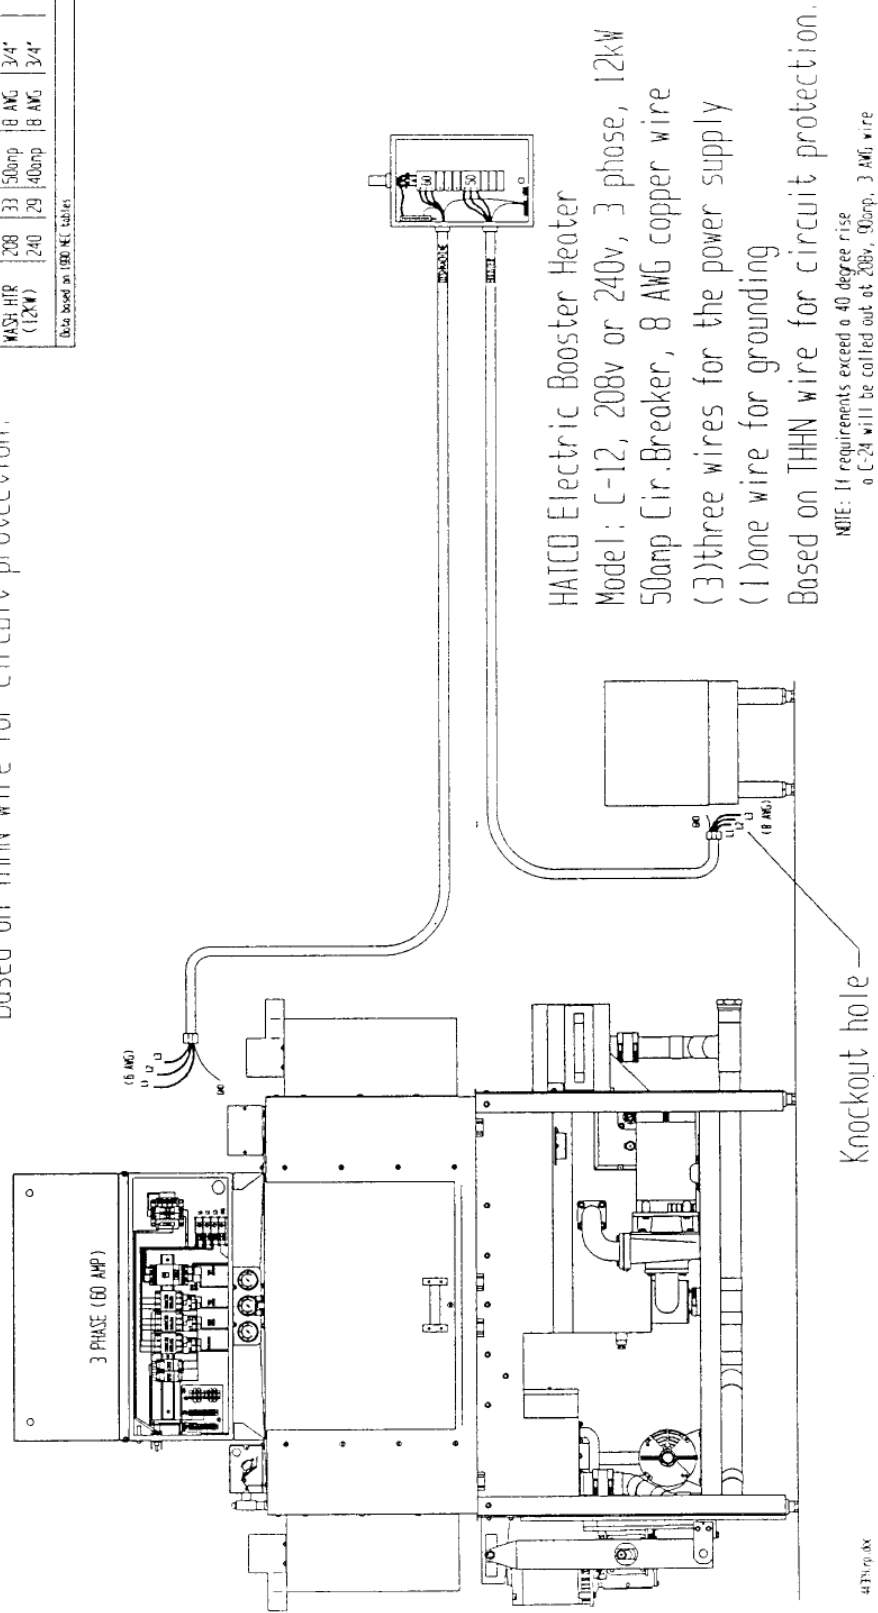 WASH HTR | 208 | 33 | 50amp | 8 AWG | 3/4"
(12KW) | 240 | 29 | 40amp | 8 AWG | 3/4"
Data based on 1990 NEC tables
Based on THHN wire for circuit protection.
3 PHASE (60 AMP)
(6 AWG)
L1 L2 L3
GND
60
50
HATCO Electric Booster Heater
Model: C-12, 208v or 240v, 3 phase, 12kW
50amp Cir.Breaker, 8 AWG copper wire
(3)three wires for the power supply
(1)one wire for grounding
Based on THHN wire for circuit protection.
NOTE: If requirements exceed a 40 degree rise
a C-24 will be called out at 208v, 90amp, 3 AWG wire
GND
L1 L2 L3
(8 AWG)
Knockout hole